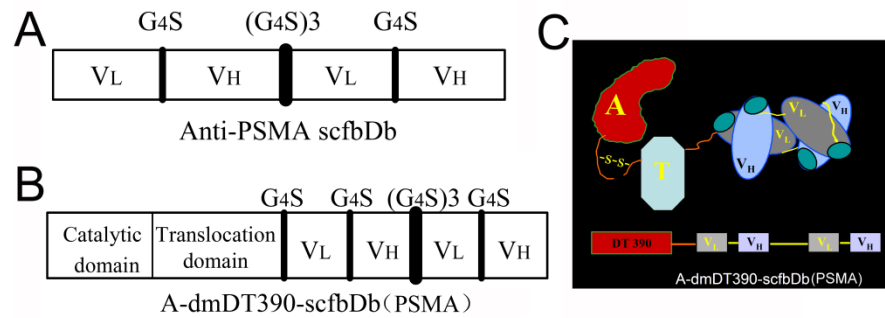 A
G4S (G4S)3 G4S
VL VH VL VH
Anti-PSMA scfbDb
B
G4S G4S (G4S)3 G4S
Catalytic domain
Translocation domain
VL VH VL VH
A-dmDT390-scfbDb(PSMA)
C
A
S-S
T
VH
VL
VL
VH
DT 390 VL VH VL VH
A-dmDT390-scfbDb(PSMA)